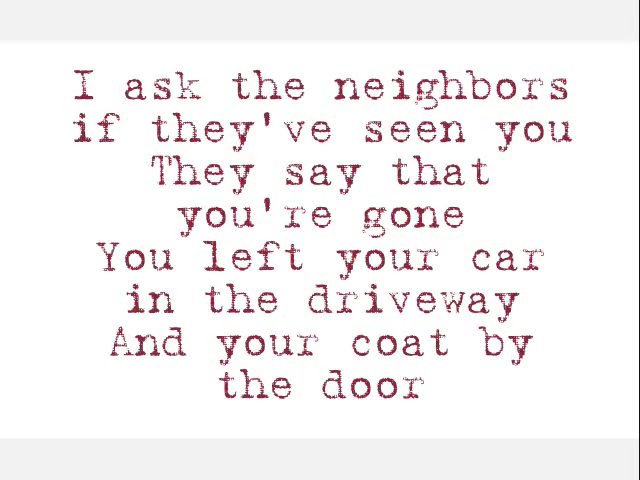 I ask the neighbors
if they've seen you
They say that
you're gone
You left your car
in the driveway
And your coat by
the door